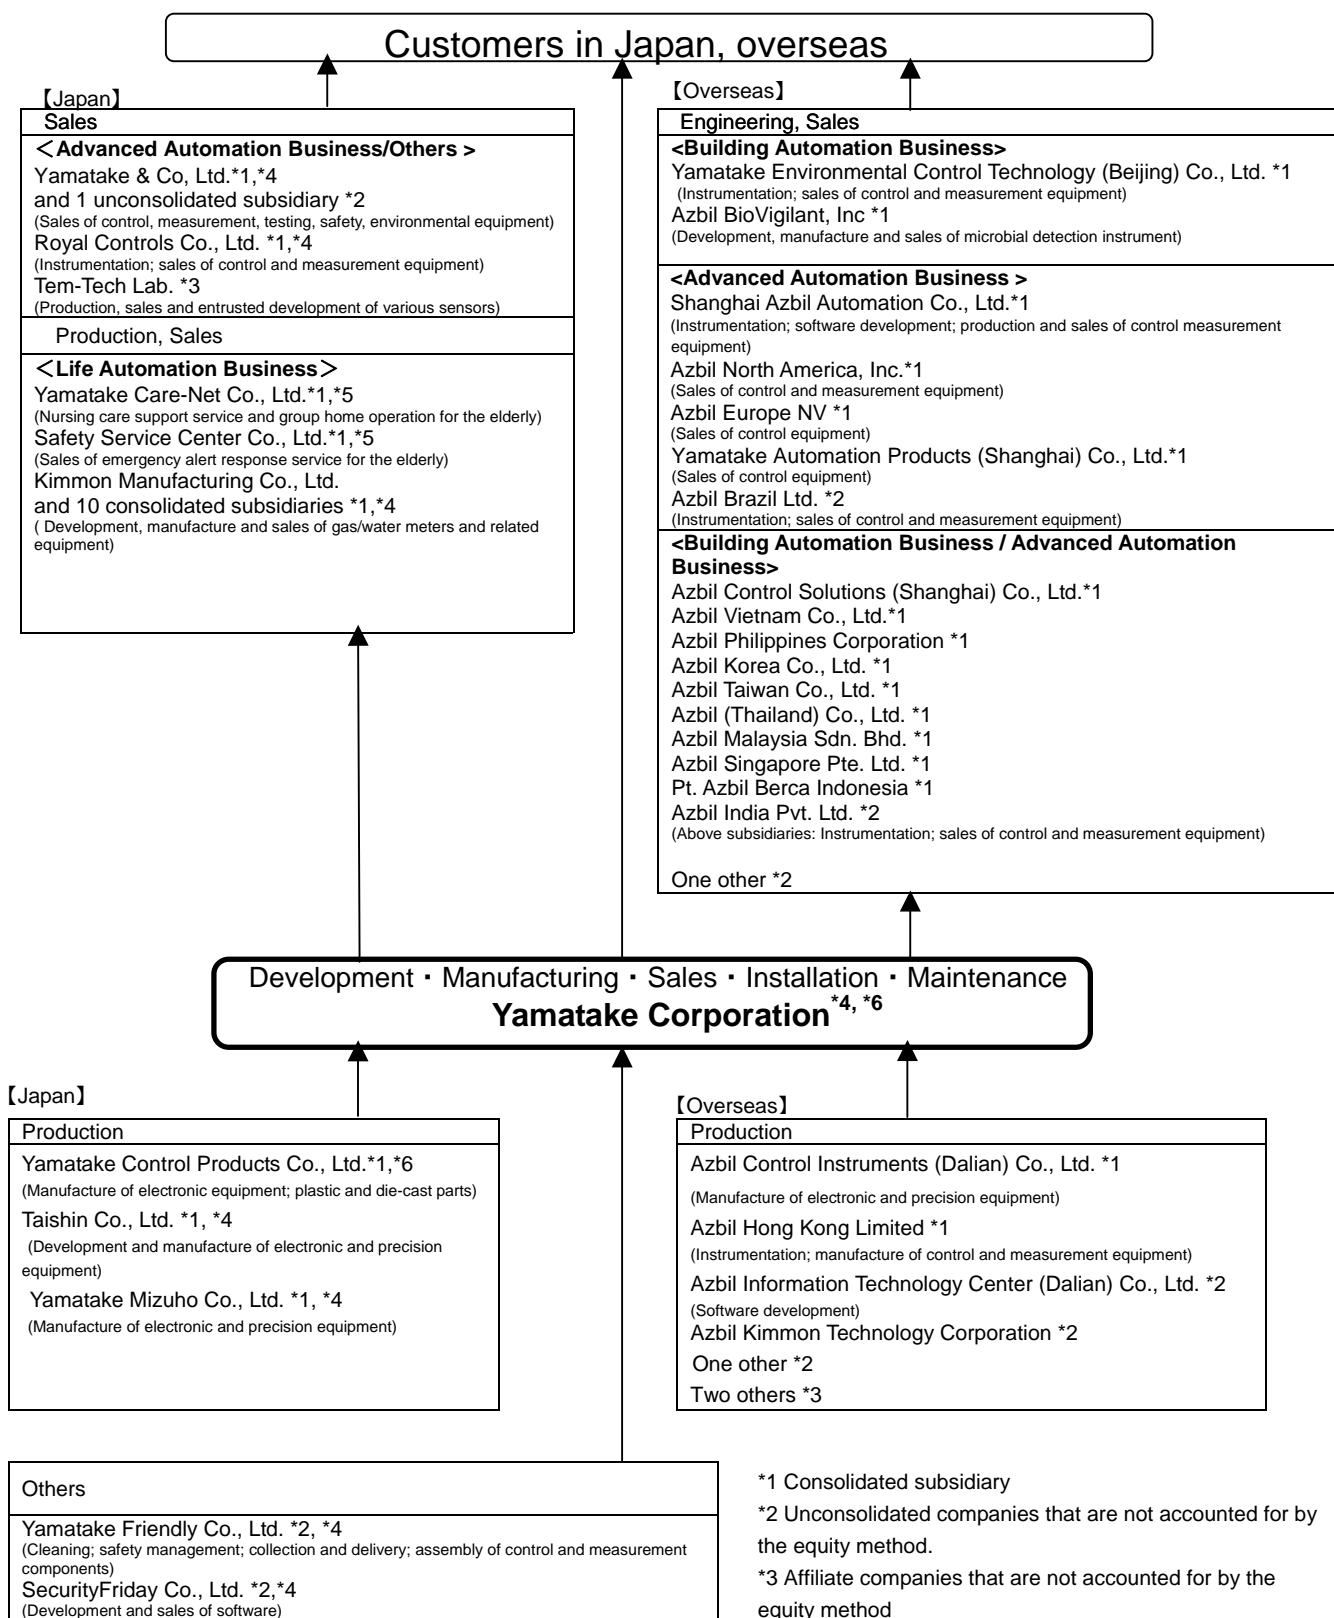 Customers in Japan, overseas
【Japan】
Sales
＜Advanced Automation Business/Others >
Yamatake & Co, Ltd.*1,*4
and 1 unconsolidated subsidiary *2
(Sales of control, measurement, testing, safety, environmental equipment)
Royal Controls Co., Ltd. *1,*4
(Instrumentation; sales of control and measurement equipment)
Tem-Tech Lab. *3
(Production, sales and entrusted development of various sensors)
Production, Sales
＜Life Automation Business＞
Yamatake Care-Net Co., Ltd.*1,*5
(Nursing care support service and group home operation for the elderly)
Safety Service Center Co., Ltd.*1,*5
(Sales of emergency alert response service for the elderly)
Kimmon Manufacturing Co., Ltd.
and 10 consolidated subsidiaries *1,*4
( Development, manufacture and sales of gas/water meters and related
equipment)
【Overseas】
Engineering, Sales
<Building Automation Business>
Yamatake Environmental Control Technology (Beijing) Co., Ltd. *1
(Instrumentation; sales of control and measurement equipment)
Azbil BioVigilant, Inc *1
(Development, manufacture and sales of microbial detection instrument)
<Advanced Automation Business >
Shanghai Azbil Automation Co., Ltd.*1
(Instrumentation; software development; production and sales of control measurement
equipment)
Azbil North America, Inc.*1
(Sales of control and measurement equipment)
Azbil Europe NV *1
(Sales of control equipment)
Yamatake Automation Products (Shanghai) Co., Ltd.*1
(Sales of control equipment)
Azbil Brazil Ltd. *2
(Instrumentation; sales of control and measurement equipment)
<Building Automation Business / Advanced Automation
Business>
Azbil Control Solutions (Shanghai) Co., Ltd.*1
Azbil Vietnam Co., Ltd.*1
Azbil Philippines Corporation *1
Azbil Korea Co., Ltd. *1
Azbil Taiwan Co., Ltd. *1
Azbil (Thailand) Co., Ltd. *1
Azbil Malaysia Sdn. Bhd. *1
Azbil Singapore Pte. Ltd. *1
Pt. Azbil Berca Indonesia *1
Azbil India Pvt. Ltd. *2
(Above subsidiaries: Instrumentation; sales of control and measurement equipment)
One other *2
Development・Manufacturing・Sales・Installation・Maintenance
Yamatake Corporation*4, *6
【Japan】
Production
Yamatake Control Products Co., Ltd.*1,*6
(Manufacture of electronic equipment; plastic and die-cast parts)
Taishin Co., Ltd. *1, *4
(Development and manufacture of electronic and precision
equipment)
Yamatake Mizuho Co., Ltd. *1, *4
(Manufacture of electronic and precision equipment)
【Overseas】
Production
Azbil Control Instruments (Dalian) Co., Ltd. *1
(Manufacture of electronic and precision equipment)
Azbil Hong Kong Limited *1
(Instrumentation; manufacture of control and measurement equipment)
Azbil Information Technology Center (Dalian) Co., Ltd. *2
(Software development)
Azbil Kimmon Technology Corporation *2
One other *2
Two others *3
Others
Yamatake Friendly Co., Ltd. *2, *4
(Cleaning; safety management; collection and delivery; assembly of control and measurement
components)
SecurityFriday Co., Ltd. *2,*4
(Development and sales of software)
*1 Consolidated subsidiary
*2 Unconsolidated companies that are not accounted for by
the equity method.
*3 Affiliate companies that are not accounted for by the
equity method